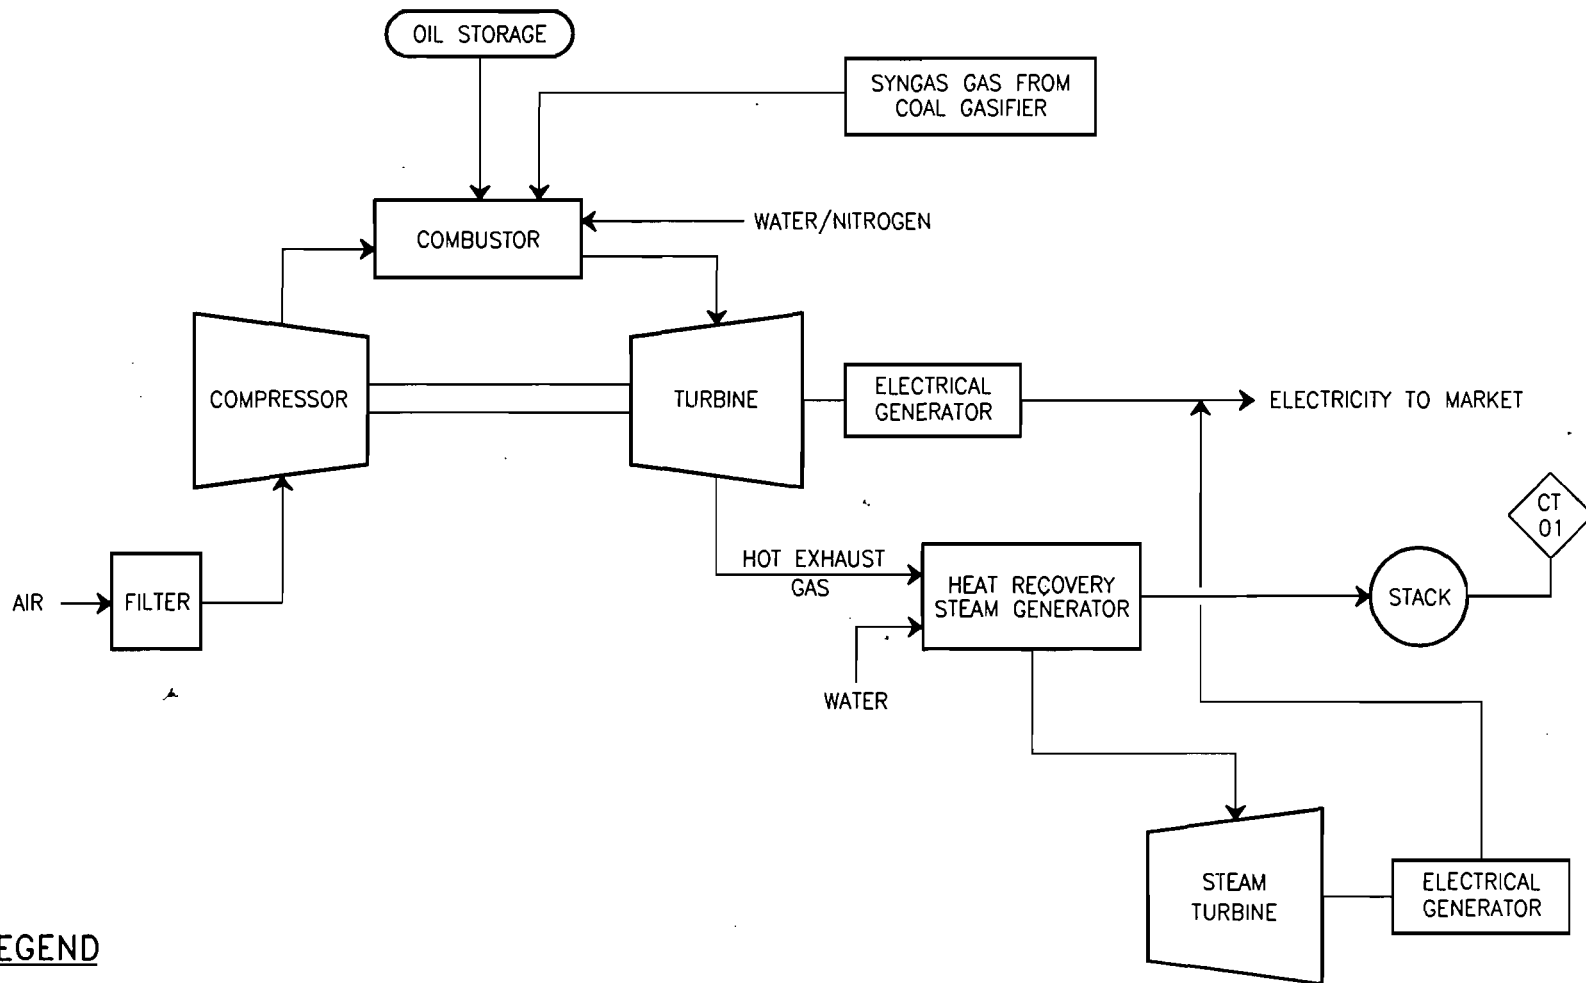 OIL STORAGE
SYNGAS GAS FROM
COAL GASIFIER
COMBUSTOR
WATER/NITROGEN
COMPRESSOR
TURBINE
ELECTRICAL
GENERATOR
ELECTRICITY TO MARKET
CT
01
AIR
FILTER
HOT EXHAUST
GAS
HEAT RECOVERY
STEAM GENERATOR
STACK
WATER
STEAM
TURBINE
ELECTRICAL
GENERATOR
EGEND